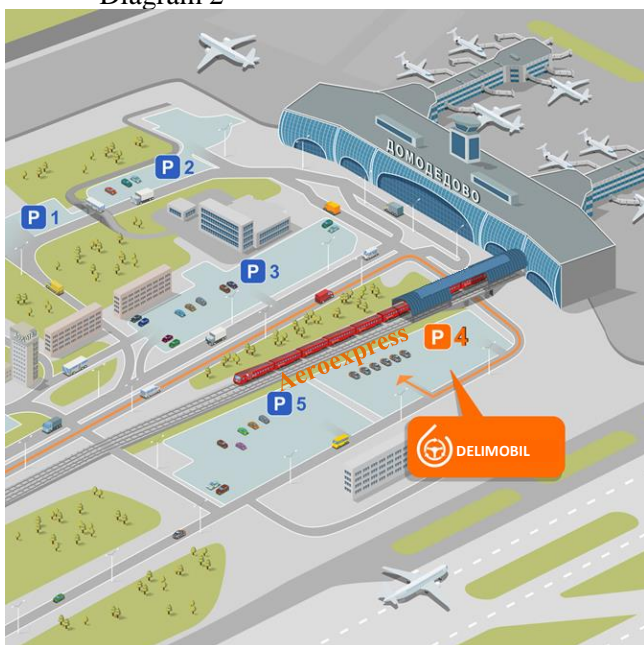 Diagram 2
ДОМОДЕДОВО
P 2
P 1
P 3
P 4
Aeroexpress
P 5
DELIMOBIL